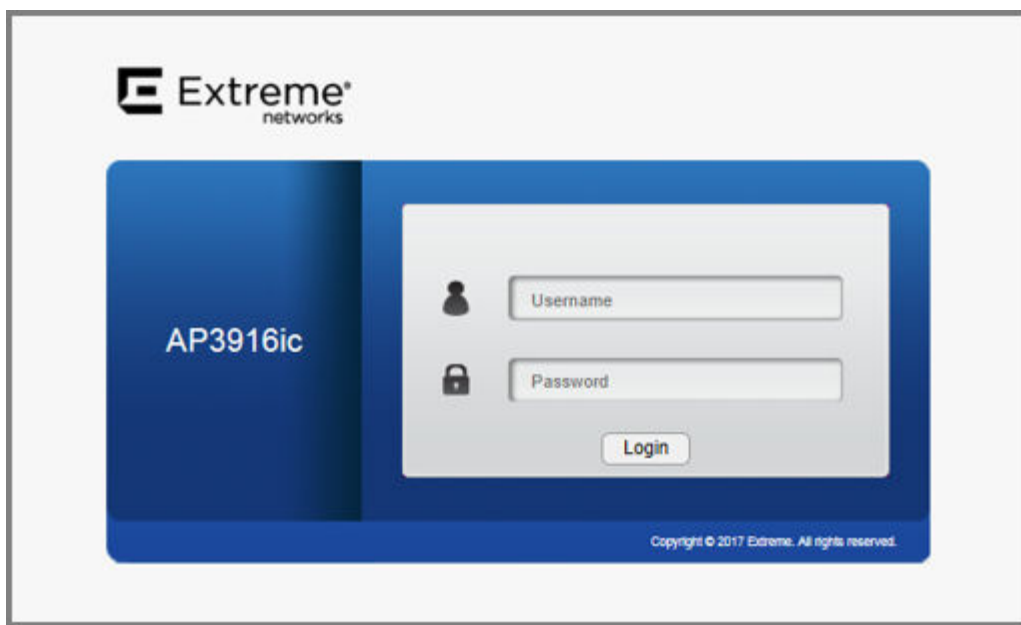 Extreme®
networks
AP3916ic
Username
Password
Login
Copyright © 2017 Extreme. All rights reserved.